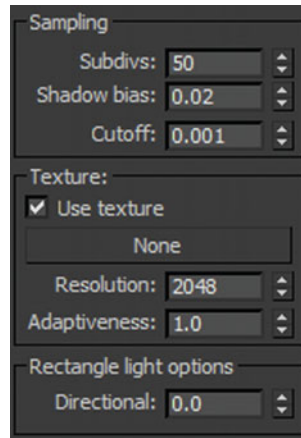 Sampling
Subdivs: 50
Shadow bias: 0.02
Cutoff: 0.001
Texture:
Use texture
None
Resolution: 2048
Adaptiveness: 1.0
Rectangle light options
Directional: 0.0